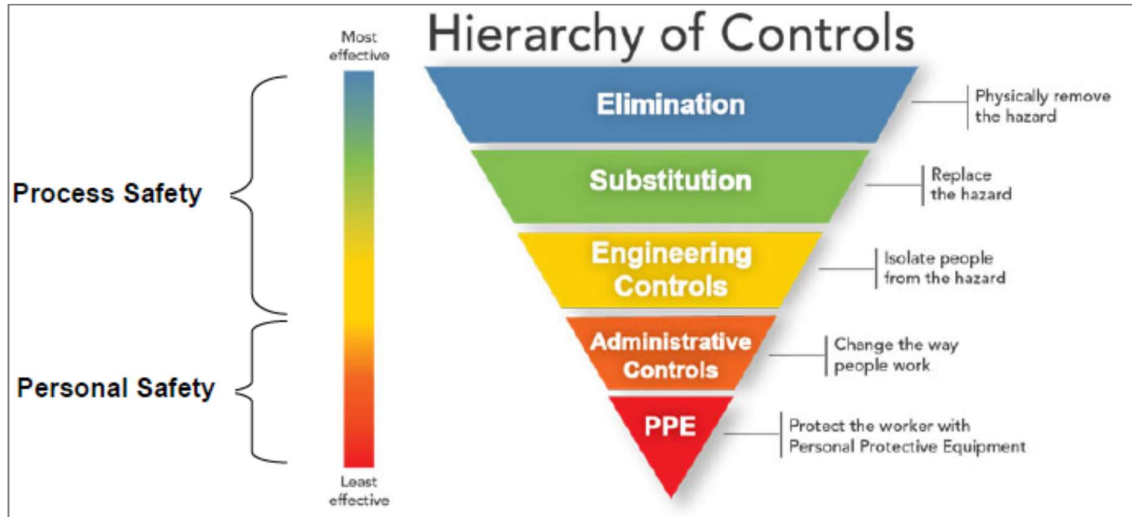 Hierarchy of Controls
Most
effective
Process Safety
Personal Safety
Least
effective
Elimination
Physically remove
the hazard
Substitution
Replace
the hazard
Engineering
Controls
Isolate people
from the hazard
Administrative
Controls
Change the way
people work
PPE
Protect the worker with
Personal Protective Equipment